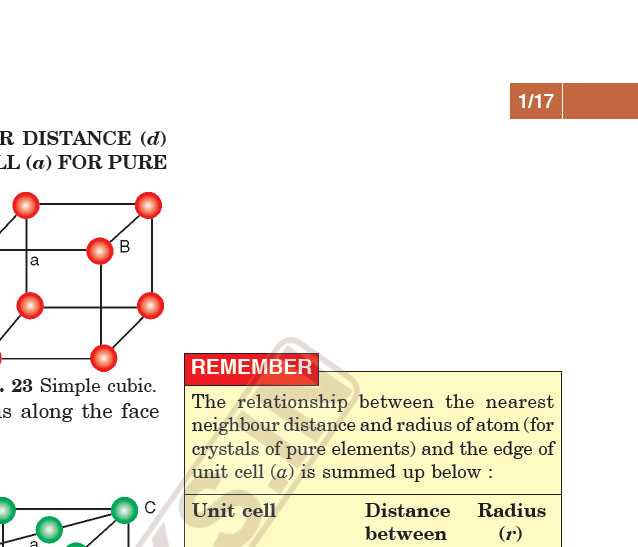 1/17
R DISTANCE (d)
LL (a) FOR PURE
B
a
. 23 Simple cubic.
s along the face
C
a
REMEMBER
The relationship between the nearest
neighbour distance and radius of atom (for
crystals of pure elements) and the edge of
unit cell (a) is summed up below :
Unit cell Distance Radius
between (r)